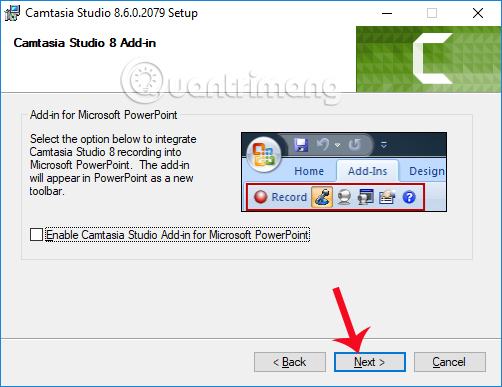 Camtasia Studio 8.6.0.2079 Setup
Camtasia Studio 8 Add-in
Quantrimang
Add-in for Microsoft PowerPoint
Select the option below to integrate
Camtasia Studio 8 recording into
Microsoft PowerPoint. The add-in
will appear in PowerPoint as a new
toolbar.
Home Add-Ins Design
Record
Enable Camtasia Studio Add-in for Microsoft PowerPoint
< Back Next > Cancel